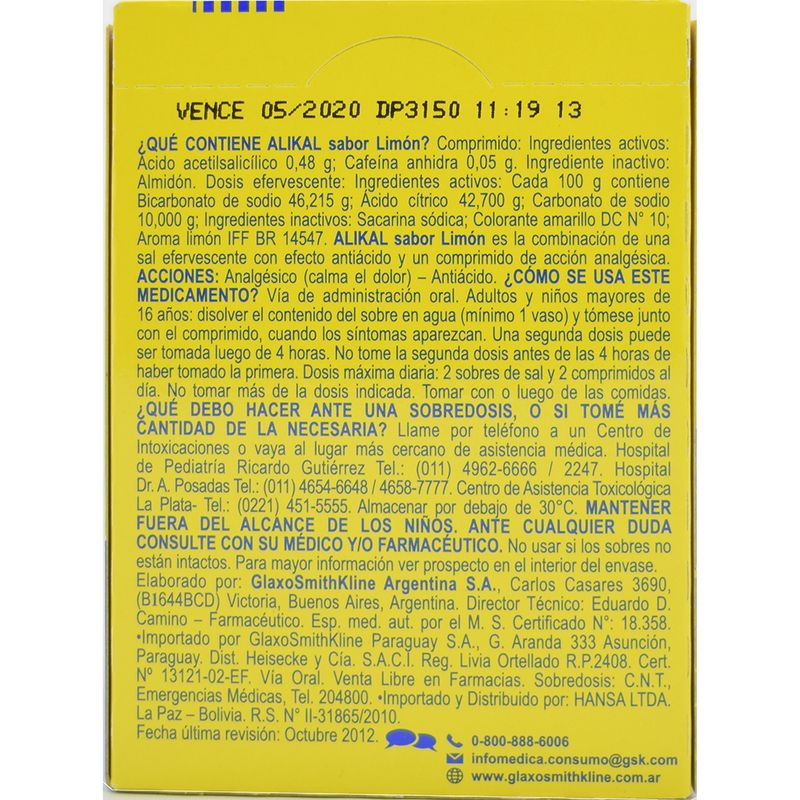 VENCE 05/2020 DP3150 11:19 13
¿QUÉ CONTIENE ALIKAL sabor Limón? Comprimido: Ingredientes activos:
Ácido acetilsalicílico 0,48 g; Cafeína anhidra 0,05 g. Ingrediente inactivo:
Almidón. Dosis efervescente: Ingredientes activos: Cada 100 g contiene
Bicarbonato de sodio 46,215 g; Ácido cítrico 42,700 g; Carbonato de sodio
10,000 g; Ingredientes inactivos: Sacarina sódica; Colorante amarillo DC N° 10;
Aroma limón IFF BR 14547. ALIKAL sabor Limón es la combinación de una
sal efervescente con efecto antiácido y un comprimido de acción analgésica.
ACCIONES: Analgésico (calma el dolor) – Antiácido. ¿CÓMO SE USA ESTE
MEDICAMENTO? Vía de administración oral. Adultos y niños mayores de
16 años: disolver el contenido del sobre en agua (mínimo 1 vaso) y tómese junto
con el comprimido, cuando los síntomas aparezcan. Una segunda dosis puede
ser tomada luego de 4 horas. No tome la segunda dosis antes de las 4 horas de
haber tomado la primera. Dosis máxima diaria: 2 sobres de sal y 2 comprimidos al
día. No tomar más de la dosis indicada. Tomar con o luego de las comidas.
¿QUÉ DEBO HACER ANTE UNA SOBREDOSIS, O SI TOMÉ MÁS
CANTIDAD DE LA NECESARIA? Llame por teléfono a un Centro de
Intoxicaciones o vaya al lugar más cercano de asistencia médica. Hospital
de Pediatría Ricardo Gutiérrez Tel.: (011) 4962-6666 / 2247. Hospital
Dr. A. Posadas Tel.: (011) 4654-6648 / 4658-7777. Centro de Asistencia Toxicológica
La Plata- Tel.: (0221) 451-5555. Almacenar por debajo de 30°C. MANTENER
FUERA DEL ALCANCE DE LOS NIÑOS. ANTE CUALQUIER DUDA
CONSULTE CON SU MÉDICO Y/O FARMACÉUTICO. No usar si los sobres no
están intactos. Para mayor información ver prospecto en el interior del envase.
Elaborado por: GlaxoSmithKline Argentina S.A., Carlos Casares 3690,
(B1644BCD) Victoria, Buenos Aires, Argentina. Director Técnico: Eduardo D.
Camino – Farmacéutico. Esp. med. aut. por el M. S. Certificado N°: 18.358.
•Importado por GlaxoSmithKline Paraguay S.A., G. Aranda 333 Asunción,
Paraguay. Dist. Heisecke y Cía. S.A.C.I. Reg. Livia Ortellado R.P.2408. Cert.
Nº 13121-02-EF. Vía Oral. Venta Libre en Farmacias. Sobredosis: C.N.T.,
Emergencias Médicas, Tel. 204800. •Importado y Distribuido por: HANSA LTDA.
La Paz – Bolivia. R.S. N° II-31865/2010.
Fecha última revisión: Octubre 2012.
0-800-888-6006
infomedica.consumo@gsk.com
www.glaxosmithkline.com.ar